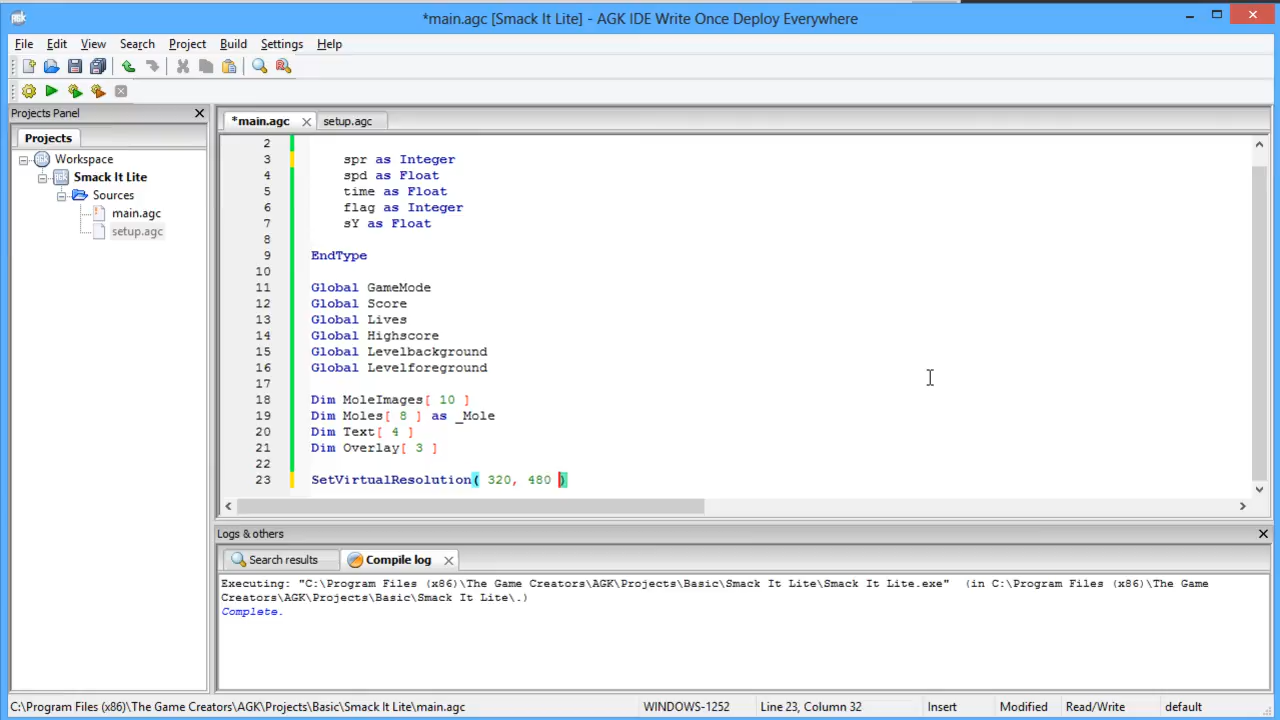 *main.agc [Smack It Lite] - AGK IDE Write Once Deploy Everywhere
File Edit View Search Project Build Settings Help
Projects Panel
Projects
Workspace
Smack It Lite
Sources
main.agc
setup.agc
*main.agc setup.agc
2
3 spr as Integer
4 spd as Float
5 time as Float
6 flag as Integer
7 sY as Float
8
9 EndType
10
11 Global GameMode
12 Global Score
13 Global Lives
14 Global Highscore
15 Global Levelbackground
16 Global Levelforeground
17
18 Dim MoleImages[ 10 ]
19 Dim Moles[ 8 ] as _Mole
20 Dim Text[ 4 ]
21 Dim Overlay[ 3 ]
22
23 SetVirtualResolution( 320, 480 )
Logs & others
Search results Compile log
Executing: "C:\Program Files (x86)\The Game Creators\AGK\Projects\Basic\Smack It Lite\Smack It Lite.exe" (in C:\Program Files (x86)\The Game
Creators\AGK\Projects\Basic\Smack It Lite\.)
Complete.
C:\Program Files (x86)\The Game Creators\AGK\Projects\Basic\Smack It Lite\main.agc WINDOWS-1252 Line 23, Column 32 Insert Modified Read/Write default